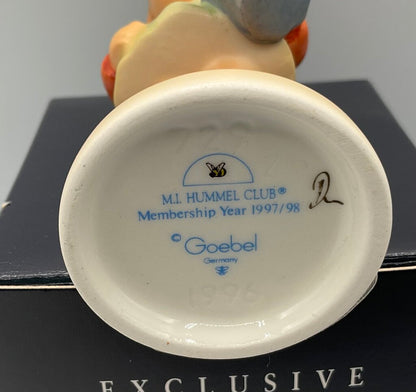 M.I. HUMMEL CLUB®
Membership Year 1997/98
© Goebel
Germany
1996
EXCLUSIVE